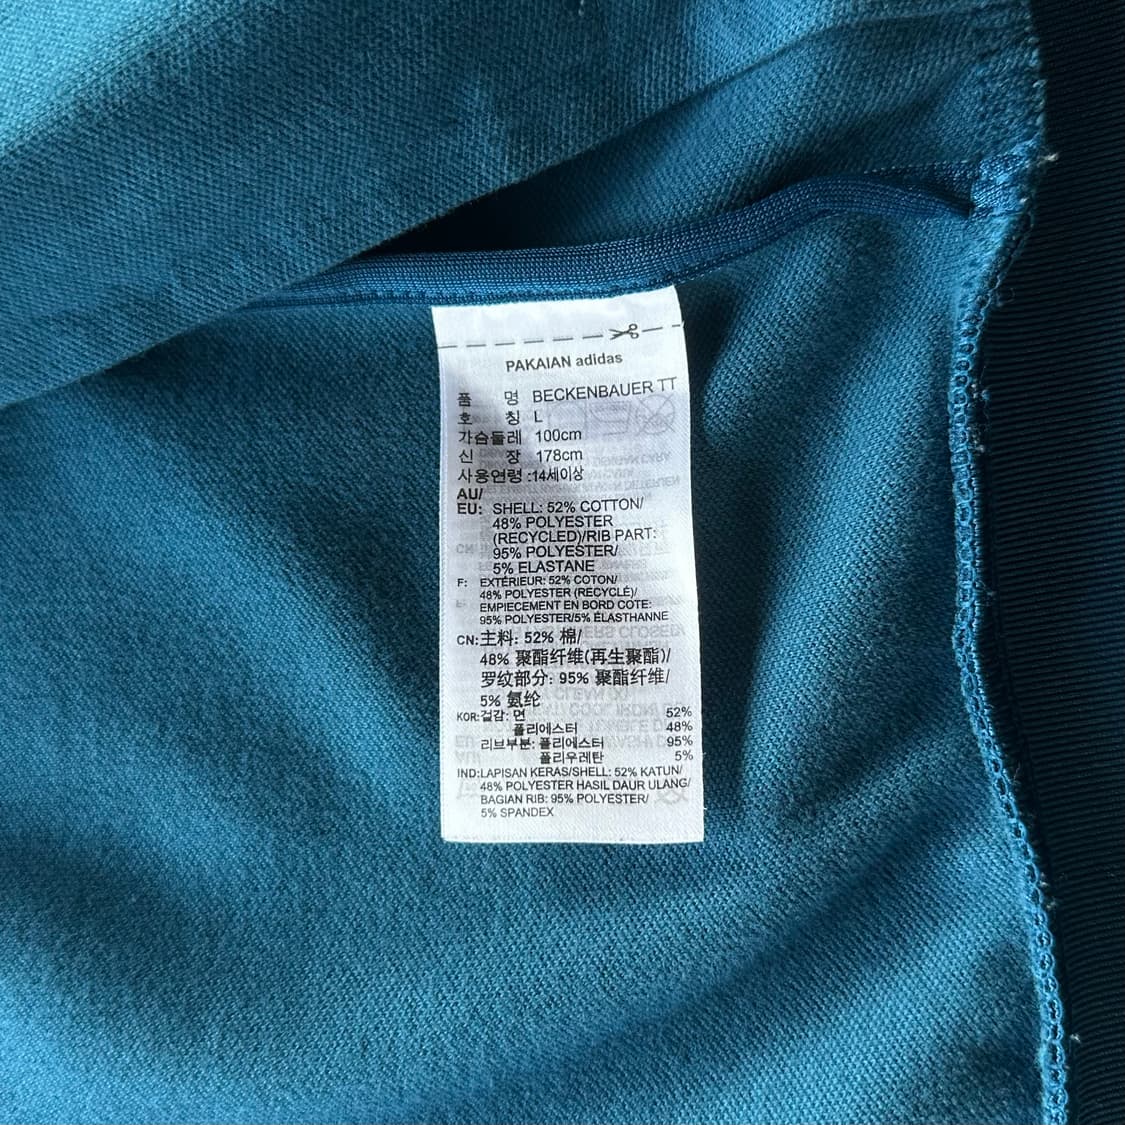 PAKAIAN adidas
품 명 BECKENBAUER TT
호 칭 L
가슴둘레 100cm
신 장 178cm
사용연령 :14세이상
AU/
EU: SHELL: 52% COTTON/
48% POLYESTER
(RECYCLED)/RIB PART:
95% POLYESTER/
5% ELASTANE
F: EXTÉRIEUR: 52% COTON/
48% POLYESTER (RECYCLÉ)/
EMPIECEMENT EN BORD COTE:
95% POLYESTER/5% ÉLASTHANNE
CN:主料: 52% 棉/
48% 聚酯纤维(再生聚酯)/
罗纹部分: 95% 聚酯纤维/
5% 氨纶
KOR:겉감: 면 52%
폴리에스터 48%
리브부분: 폴리에스터 95%
폴리우레탄 5%
IND:LAPISAN KERAS/SHELL: 52% KATUN/
48% POLYESTER HASIL DAUR ULANG/
BAGIAN RIB: 95% POLYESTER/
5% SPANDEX